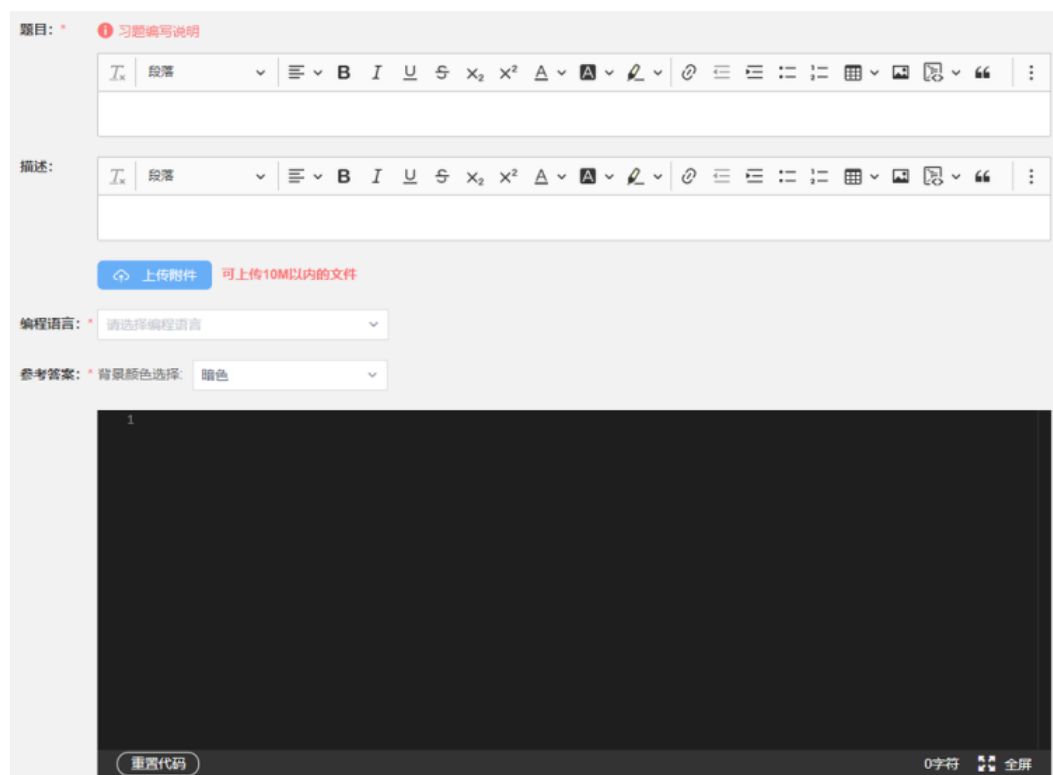 题目: * 习题编写说明
段落
描述:
段落
上传附件 可上传10M以内的文件
编程语言: * 请选择编程语言
参考答案: * 背景颜色选择: 暗色
1
重置代码 0字符 全屏